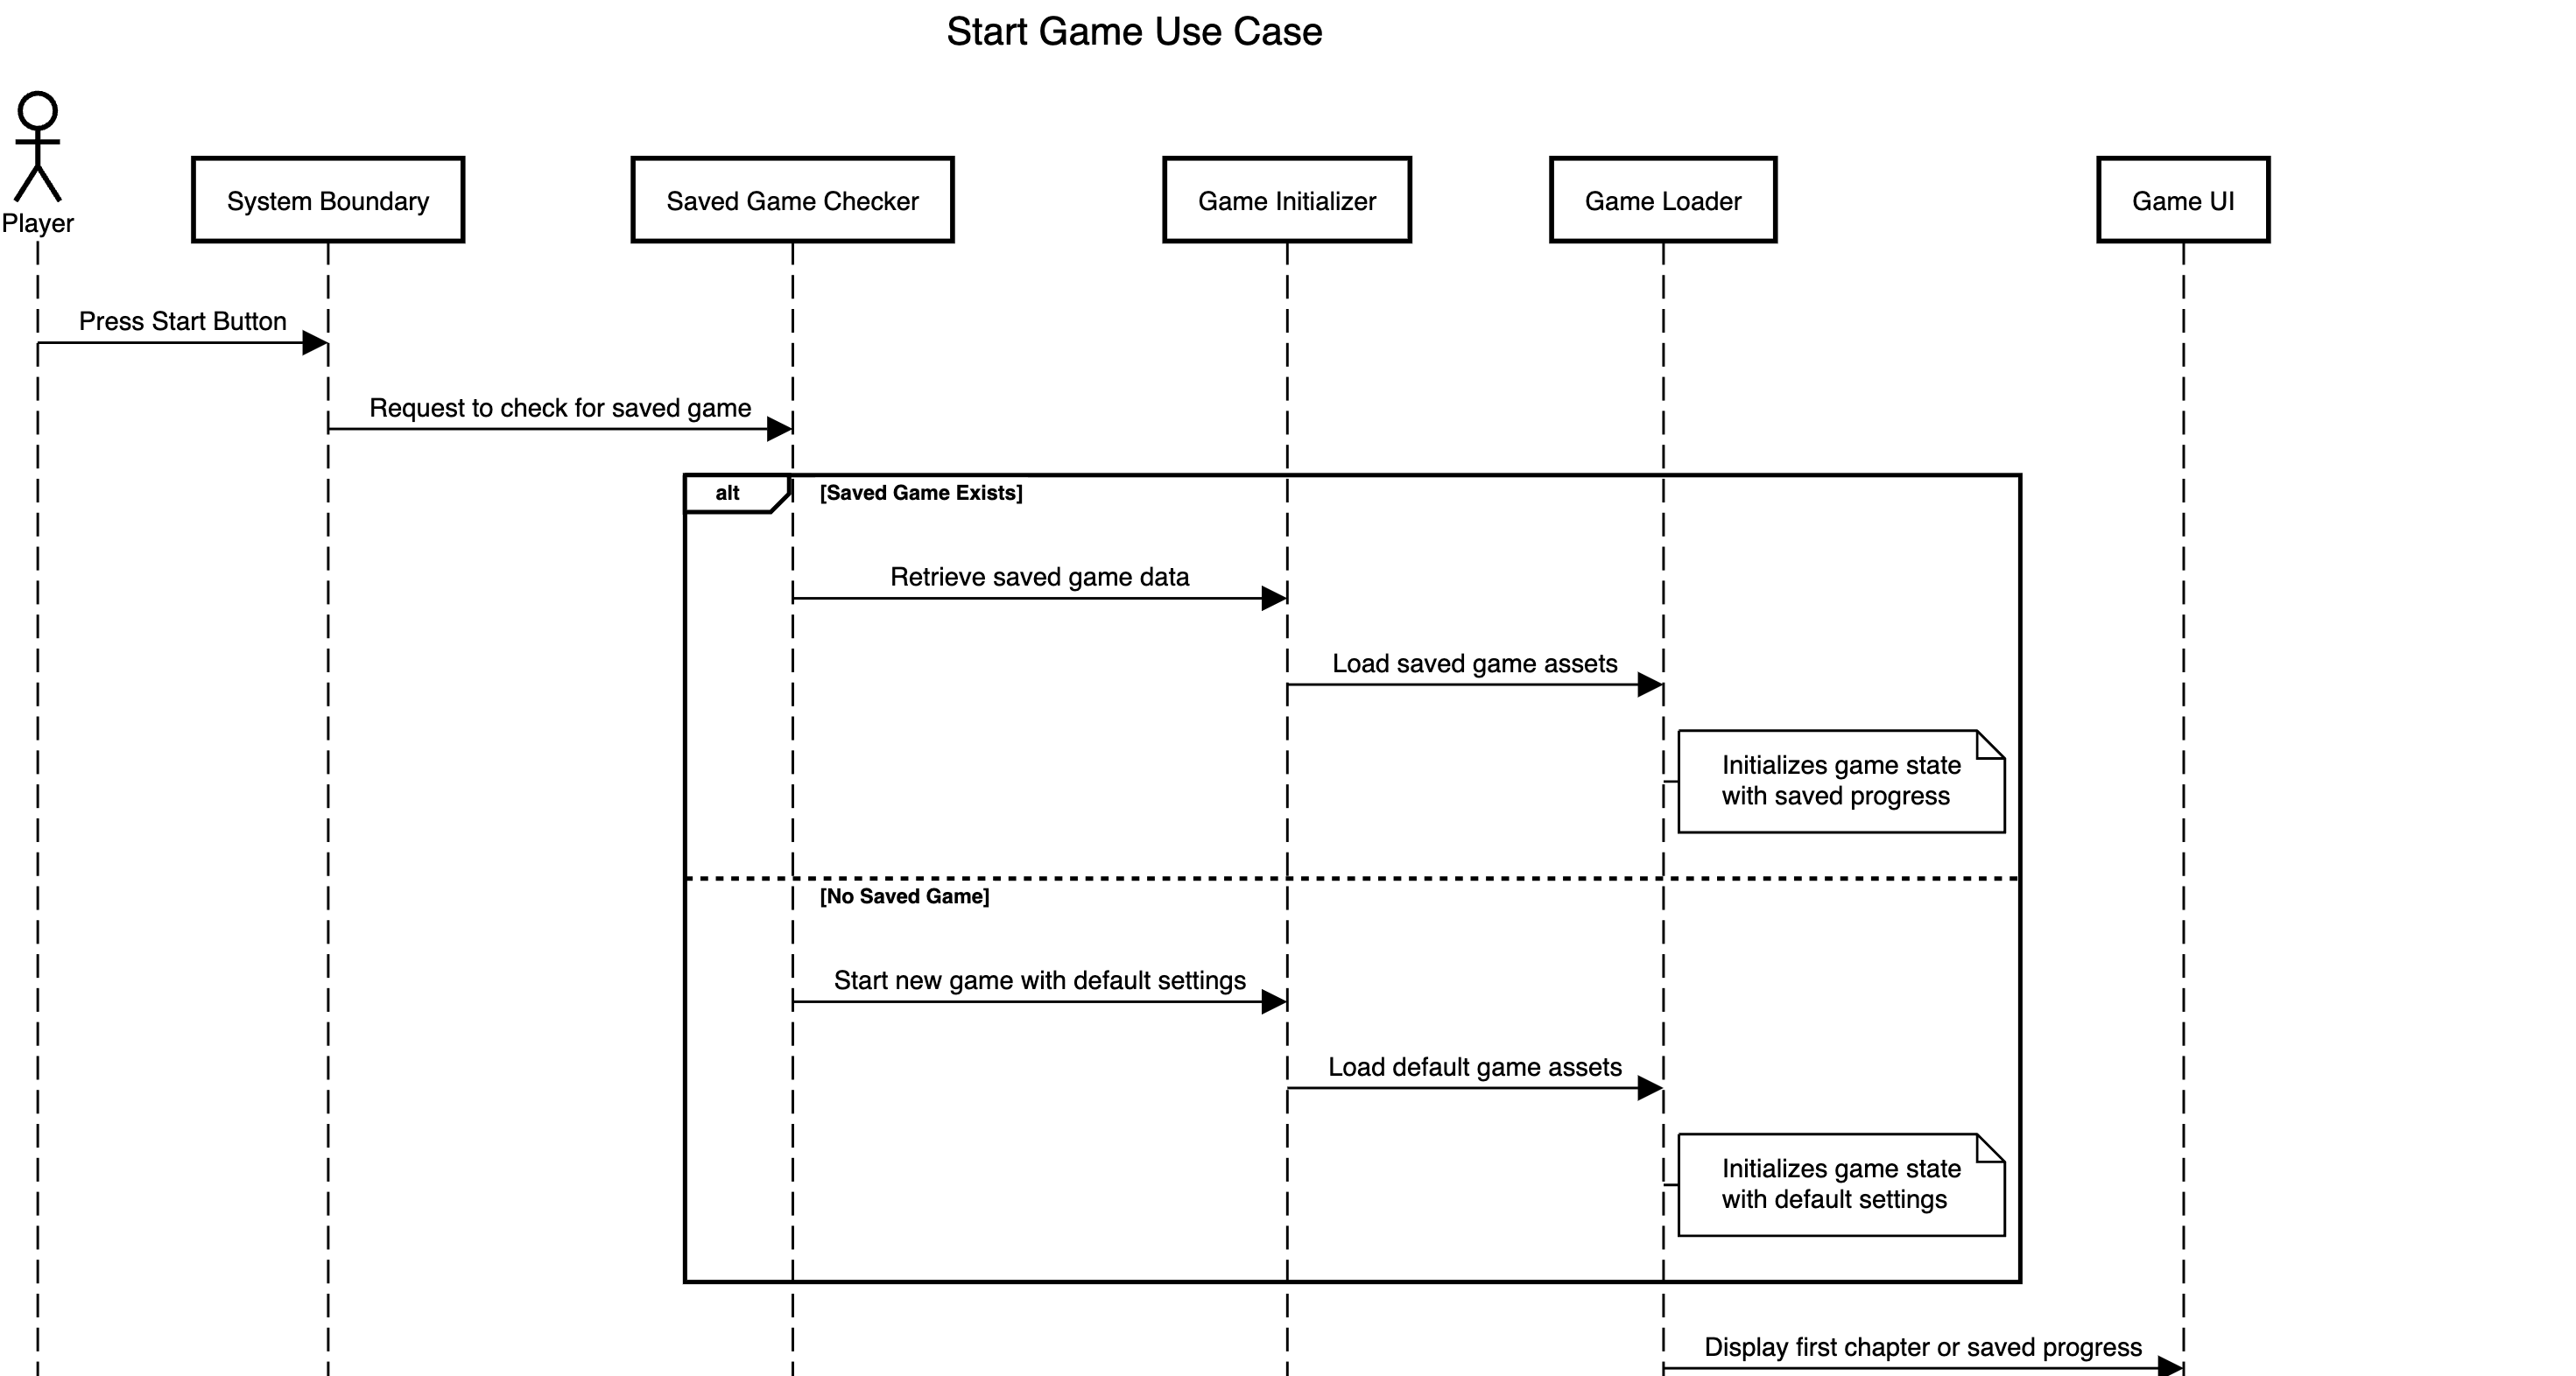 Start Game Use Case
Player
System Boundary
Saved Game Checker
Game Initializer
Game Loader
Game UI
Press Start Button
Request to check for saved game
alt
[Saved Game Exists]
Retrieve saved game data
Load saved game assets
Initializes game state
with saved progress
[No Saved Game]
Start new game with default settings
Load default game assets
Initializes game state
with default settings
Display first chapter or saved progress